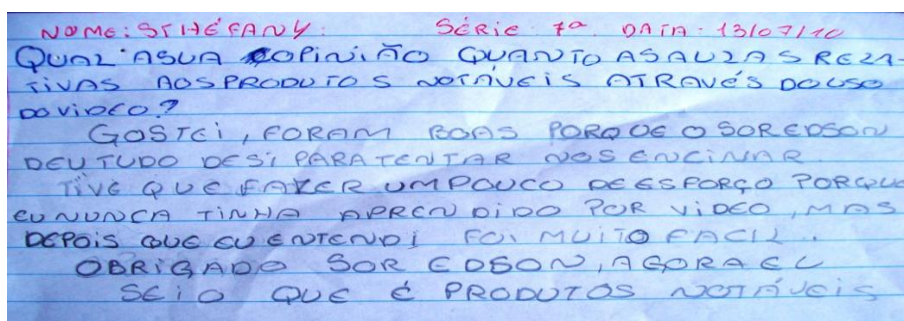 NOME: STHÉFANY. SÉRIE 7ª DATA: 13/07/10
QUAL A SUA OPINIÃO QUANTO AS AULAS RELA-
TIVAS AOS PRODUTOS NOTÁVEIS ATRAVÉS DO USO
DO VIDEO?
GOSTEI, FORAM BOAS PORQUE O SOR EDSON
DEU TUDO DE SI PARA TENTAR NOS ENCINAR
TIVE QUE FAZER UM POUCO DE ESFORÇO PORQUE
EU NUNCA TINHA APRENDIDO POR VIDEO, MAS
DEPOIS QUE EU ENTENDI FOI MUITO FACIL.
OBRIGADO SOR EDSON, AGORA EU
SEI O QUE É PRODUTOS NOTÁVEIS